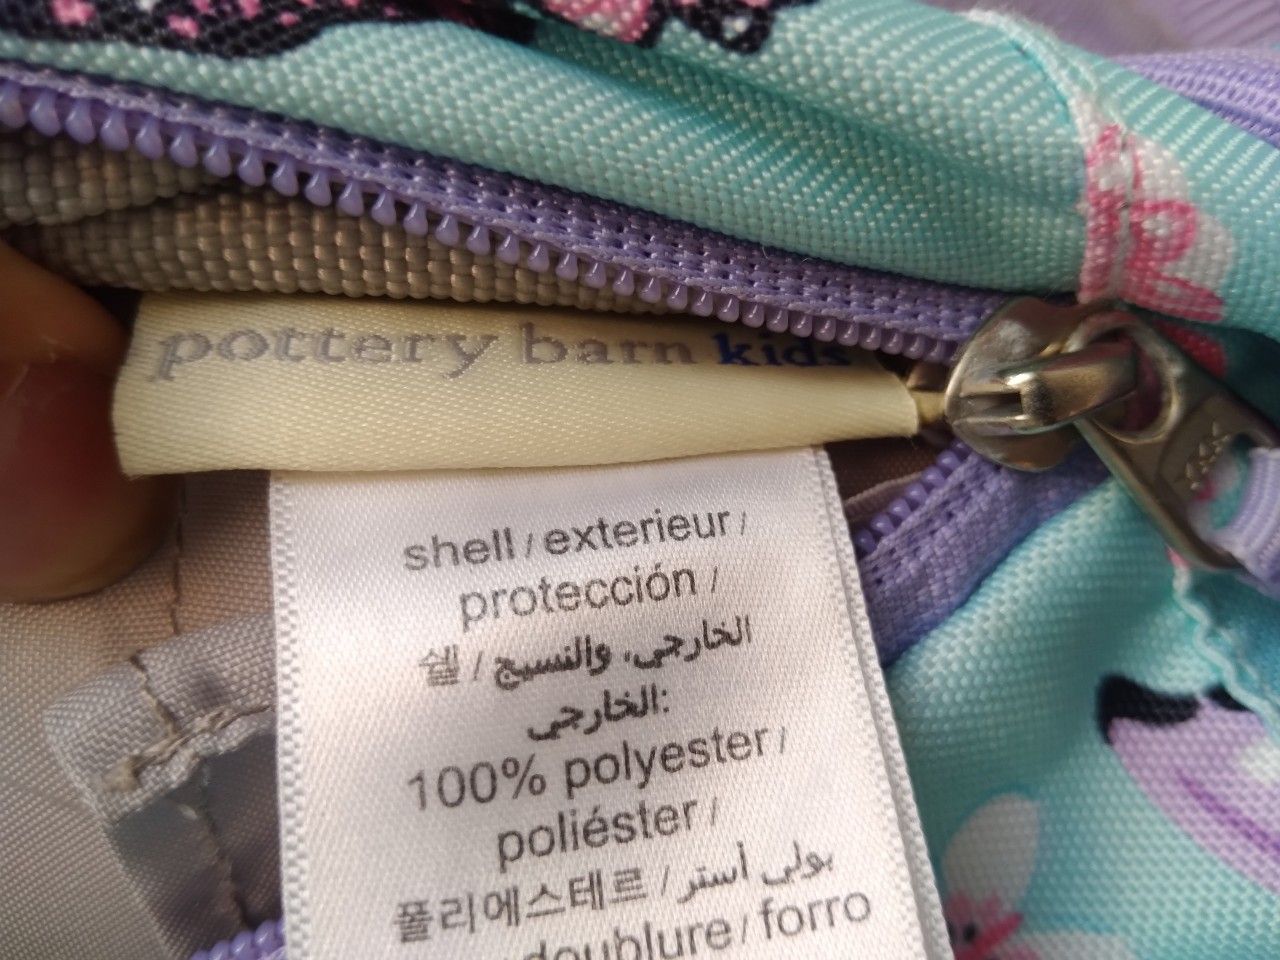 pottery barn kids
shell / exterieur /
protección /
쉘 / الخارجي، والنسيج
الخارجي:
100% polyester /
poliéster /
폴리에스테르 / بولي أستر
doublure / forro